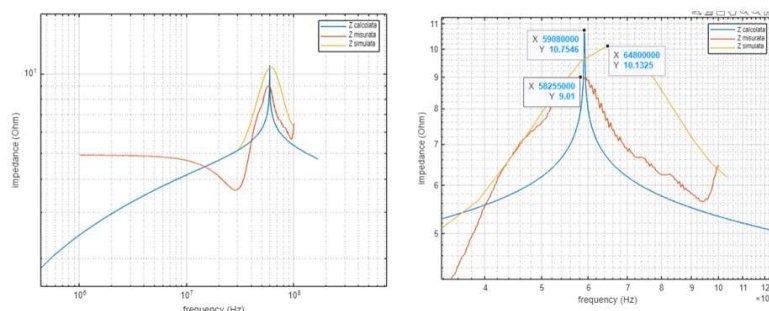 Z calcolata
Z misurata
Z simulata
impedance (Ohm)
10¹
10⁶
10⁷
10⁸
frequency (Hz)
Z calcolata
Z misurata
Z simulata
X 59080000
Y 10.7546
X 64800000
Y 10.1325
X 58255000
Y 9.01
impedance (Ohm)
11
10
9
8
7
6
5
4
5
6
7
8
9
10
11
frequency (Hz)